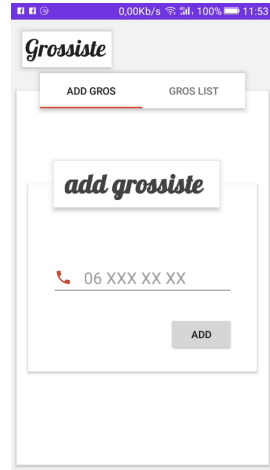 0,00Kb/s 100% 11:53
Grossiste
ADD GROS GROS LIST
add grossiste
06 XXX XX XX
ADD